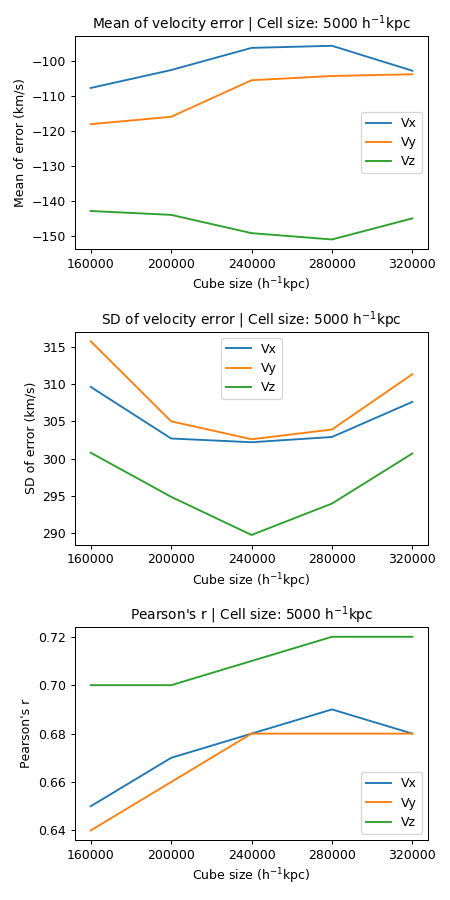 Mean of velocity error | Cell size: 5000 h⁻¹kpc
Mean of error (km/s)
−100
−110
−120
−130
−140
−150
Vx
Vy
Vz
160000 200000 240000 280000 320000
Cube size (h⁻¹kpc)
SD of velocity error | Cell size: 5000 h⁻¹kpc
SD of error (km/s)
315
310
305
300
295
290
Vx
Vy
Vz
160000 200000 240000 280000 320000
Cube size (h⁻¹kpc)
Pearson's r | Cell size: 5000 h⁻¹kpc
Pearson's r
0.72
0.70
0.68
0.66
0.64
Vx
Vy
Vz
160000 200000 240000 280000 320000
Cube size (h⁻¹kpc)